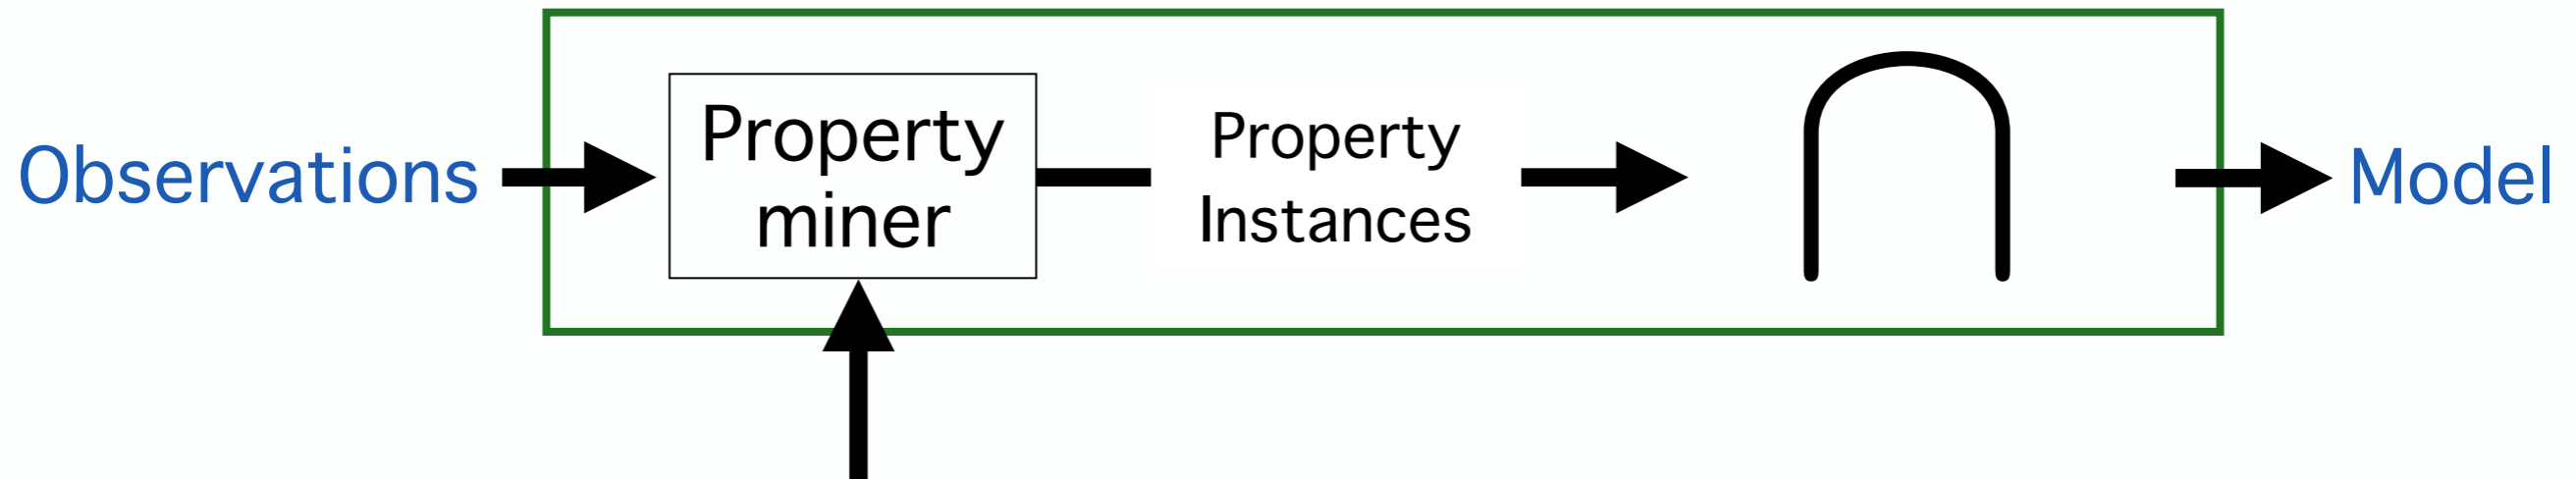 Observations
Property
miner
Property
Instances
∩
Model